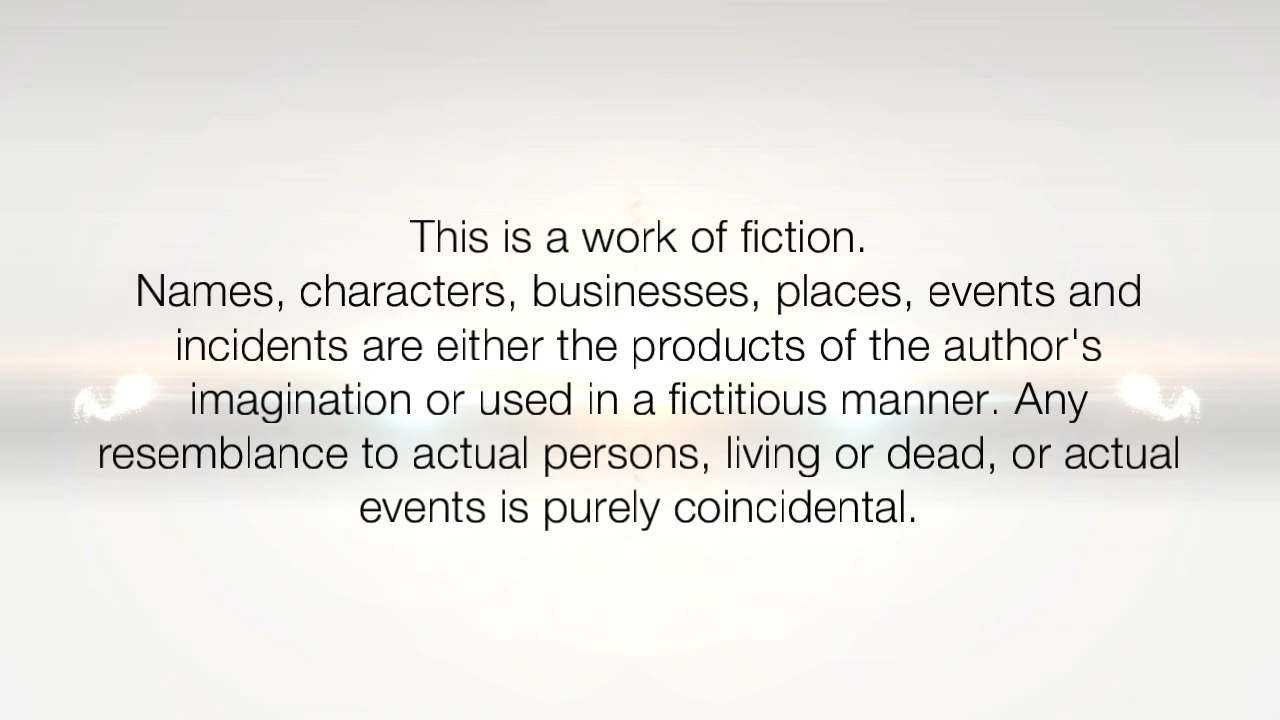 This is a work of fiction.
Names, characters, businesses, places, events and
incidents are either the products of the author's
imagination or used in a fictitious manner. Any
resemblance to actual persons, living or dead, or actual
events is purely coincidental.